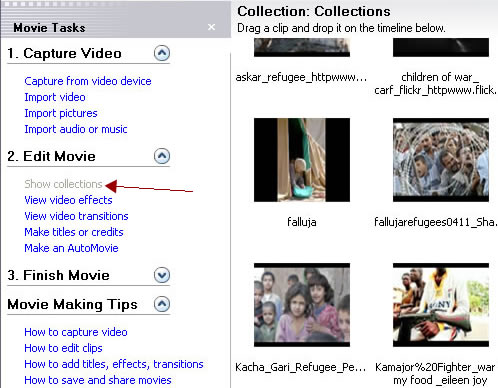 Movie Tasks
1. Capture Video
Capture from video device
Import video
Import pictures
Import audio or music
2. Edit Movie
Show collections
View video effects
View video transitions
Make titles or credits
Make an AutoMovie
3. Finish Movie
Movie Making Tips
How to capture video
How to edit clips
How to add titles, effects, transitions
How to save and share movies
Collection: Collections
Drag a clip and drop it on the timeline below.
askar_refugee_httpwww...
children of war_
carf_flickr_httpwww.flick.
falluja
fallujarefugees0411_Sha.
Kacha_Gari_Refugee_Pe...
Kamajor%20Fighter_war
my food _eileen joy